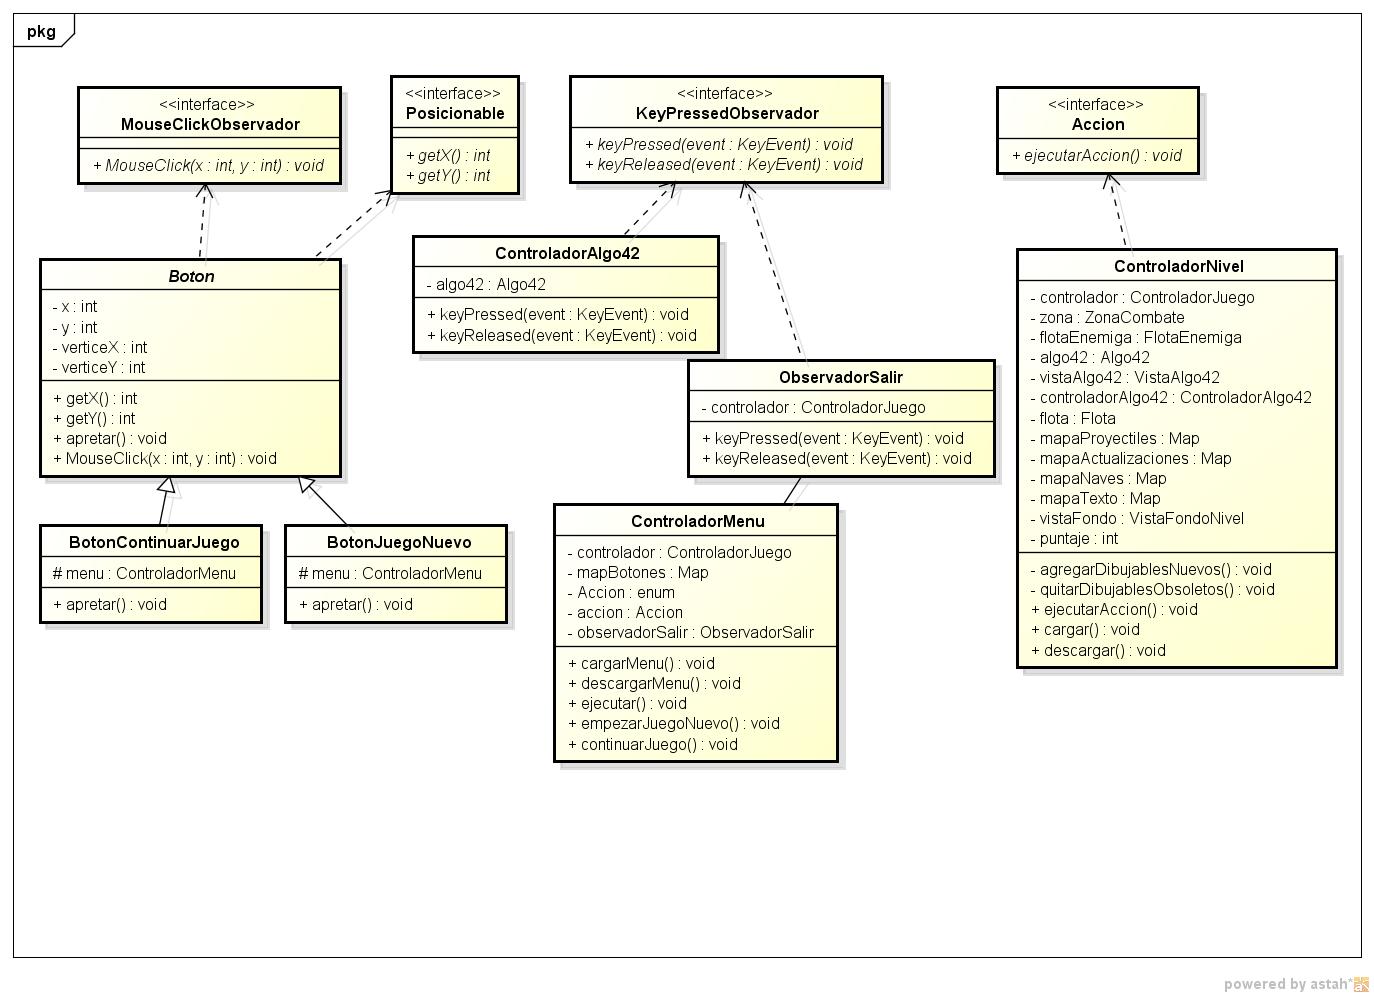 pkg
<<interface>>
MouseClickObservador
+ MouseClick(x : int, y : int) : void
<<interface>>
Posicionable
+ getX() : int
+ getY() : int
<<interface>>
KeyPressedObservador
+ keyPressed(event : KeyEvent) : void
+ keyReleased(event : KeyEvent) : void
<<interface>>
Accion
+ ejecutarAccion() : void
Boton
- x : int
- y : int
- verticeX : int
- verticeY : int
+ getX() : int
+ getY() : int
+ apretar() : void
+ MouseClick(x : int, y : int) : void
ControladorAlgo42
- algo42 : Algo42
+ keyPressed(event : KeyEvent) : void
+ keyReleased(event : KeyEvent) : void
ObservadorSalir
- controlador : ControladorJuego
+ keyPressed(event : KeyEvent) : void
+ keyReleased(event : KeyEvent) : void
ControladorNivel
- controlador : ControladorJuego
- zona : ZonaCombate
- flotaEnemiga : FlotaEnemiga
- algo42 : Algo42
- vistaAlgo42 : VistaAlgo42
- controladorAlgo42 : ControladorAlgo42
- flota : Flota
- mapaProyectiles : Map
- mapaActualizaciones : Map
- mapaNaves : Map
- mapaTexto : Map
- vistaFondo : VistaFondoNivel
- puntaje : int
- agregarDibujablesNuevos() : void
- quitarDibujablesObsoletos() : void
+ ejecutarAccion() : void
+ cargar() : void
+ descargar() : void
BotonContinuarJuego
# menu : ControladorMenu
+ apretar() : void
BotonJuegoNuevo
# menu : ControladorMenu
+ apretar() : void
ControladorMenu
- controlador : ControladorJuego
- mapBotones : Map
- Accion : enum
- accion : Accion
- observadorSalir : ObservadorSalir
+ cargarMenu() : void
+ descargarMenu() : void
+ ejecutar() : void
+ empezarJuegoNuevo() : void
+ continuarJuego() : void
powered by astah*